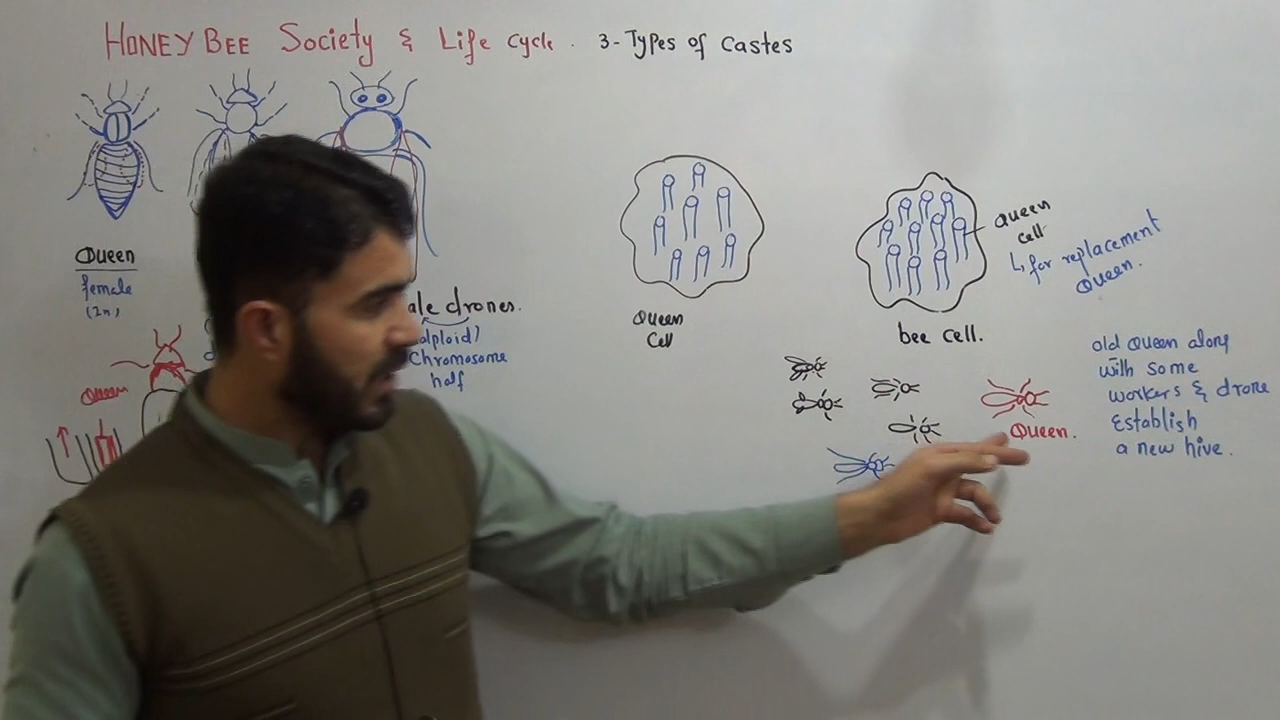 HONEY BEE Society & Life Cycle. 3-Types of Castes
Queen
female
(2n)
ale drones.
alploid)
Chromosome
half
Queen
Queen
Cell
Queen
cell
↳ for replacement
Queen.
bee cell.
Queen.
old Queen along
with some
workers & drone
Establish
a new hive.